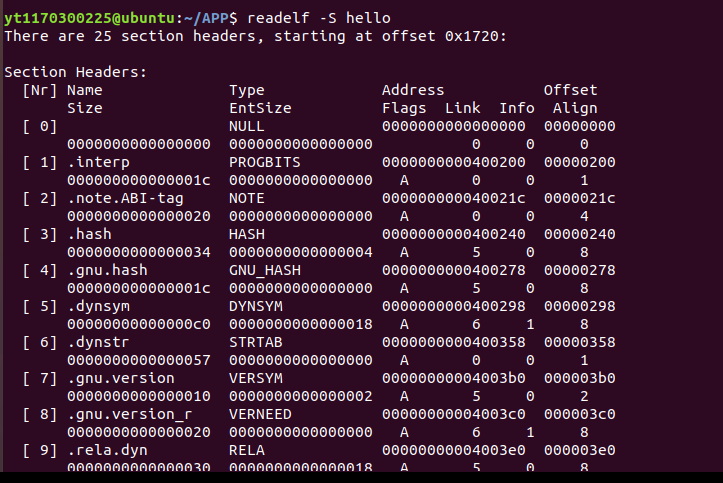 yt1170300225@ubuntu:~/APP$ readelf -S hello
There are 25 section headers, starting at offset 0x1720:
Section Headers:
  [Nr] Name              Type             Address           Offset
       Size              EntSize          Flags  Link  Info  Align
  [ 0]                   NULL             0000000000000000  00000000
       0000000000000000  0000000000000000           0     0     0
  [ 1] .interp           PROGBITS         0000000000400200  00000200
       000000000000001c  0000000000000000   A       0     0     1
  [ 2] .note.ABI-tag     NOTE             000000000040021c  0000021c
       0000000000000020  0000000000000000   A       0     0     4
  [ 3] .hash             HASH             0000000000400240  00000240
       0000000000000034  0000000000000004   A       5     0     8
  [ 4] .gnu.hash         GNU_HASH         0000000000400278  00000278
       000000000000001c  0000000000000000   A       5     0     8
  [ 5] .dynsym           DYNSYM           0000000000400298  00000298
       00000000000000c0  0000000000000018   A       6     1     8
  [ 6] .dynstr           STRTAB           0000000000400358  00000358
       0000000000000057  0000000000000000   A       0     0     1
  [ 7] .gnu.version      VERSYM           00000000004003b0  000003b0
       0000000000000010  0000000000000002   A       5     0     2
  [ 8] .gnu.version_r    VERNEED          00000000004003c0  000003c0
       0000000000000020  0000000000000000   A       6     1     8
  [ 9] .rela.dyn         RELA             00000000004003e0  000003e0
       0000000000000030  0000000000000018   A       5     0     8